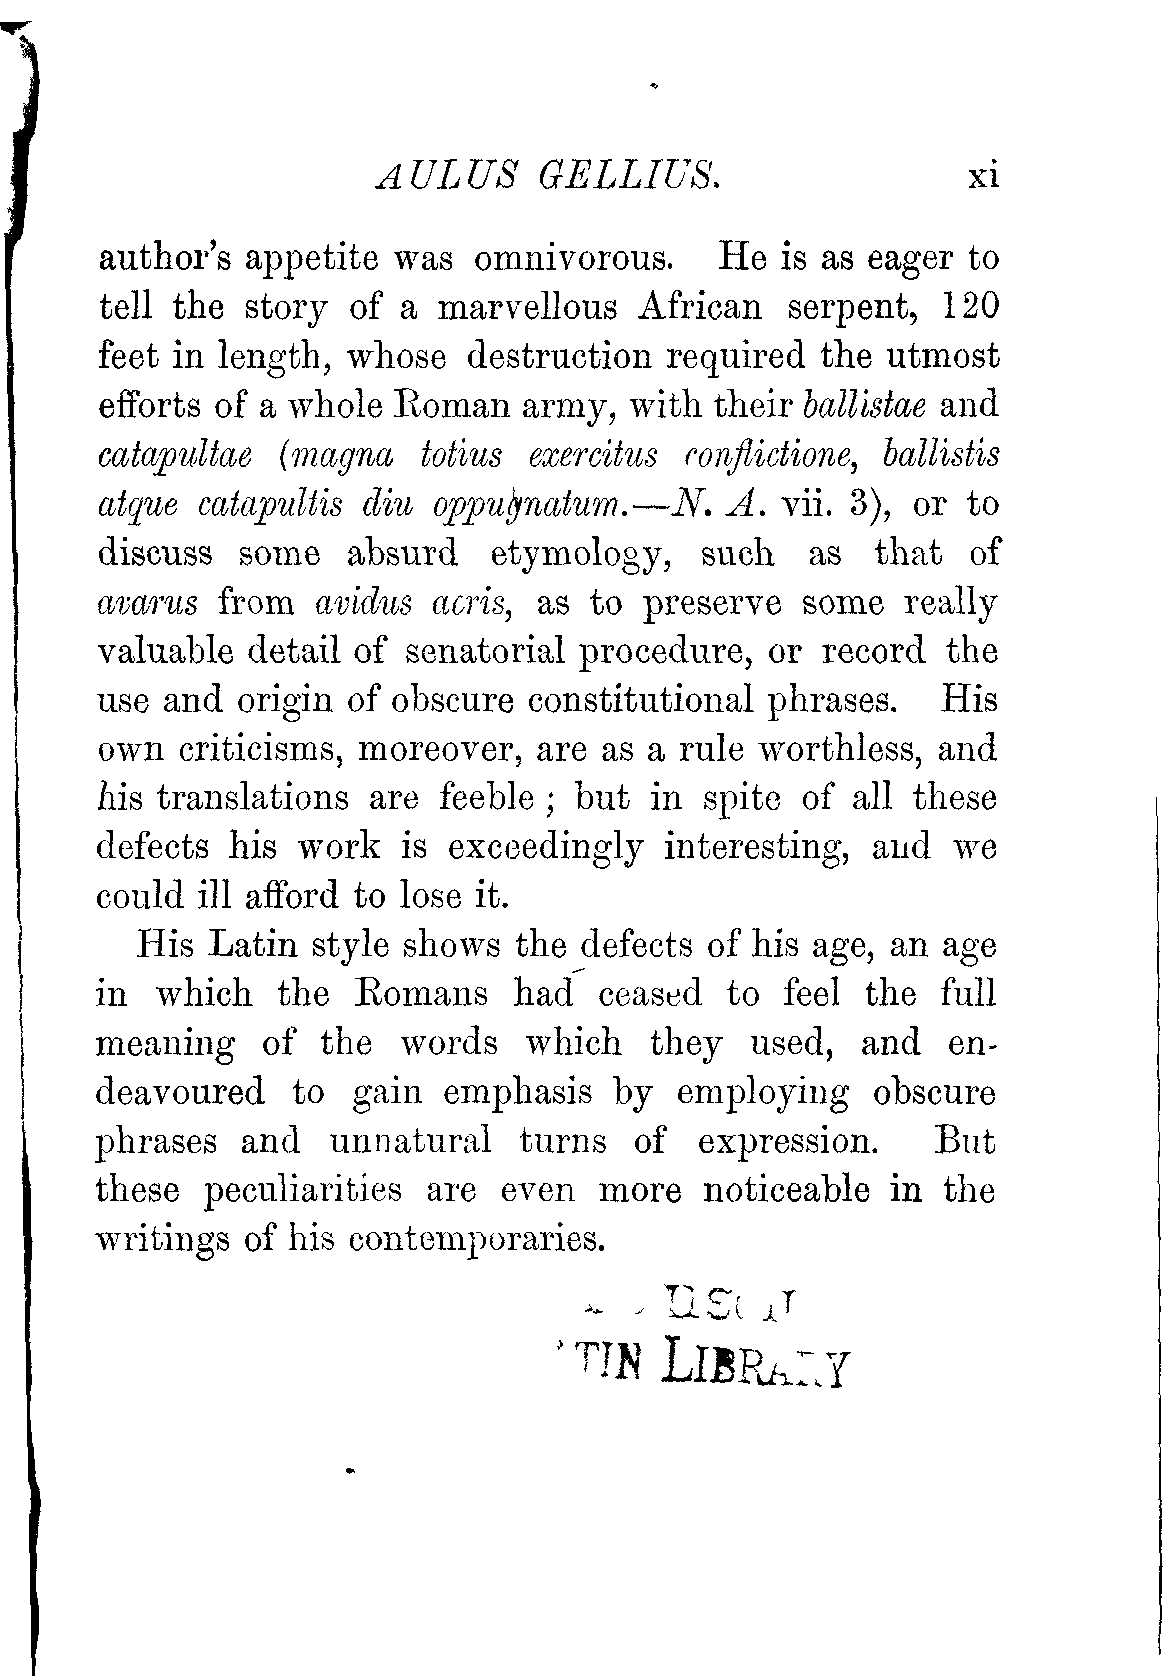 AULUS GELLIUS. xi
author's appetite was omnivorous. He is as eager to
tell the story of a marvellous African serpent, 120
feet in length, whose destruction required the utmost
efforts of a whole Roman army, with their ballistae and
catapultae (magna totius exercitus conflictione, ballistis
atque catapultis diu oppugnatum.—N. A. vii. 3), or to
discuss some absurd etymology, such as that of
avarus from avidus aeris, as to preserve some really
valuable detail of senatorial procedure, or record the
use and origin of obscure constitutional phrases. His
own criticisms, moreover, are as a rule worthless, and
his translations are feeble ; but in spite of all these
defects his work is exceedingly interesting, and we
could ill afford to lose it.
His Latin style shows the defects of his age, an age
in which the Romans had ceased to feel the full
meaning of the words which they used, and en-
deavoured to gain emphasis by employing obscure
phrases and unnatural turns of expression. But
these peculiarities are even more noticeable in the
writings of his contemporaries.
LIBRARY